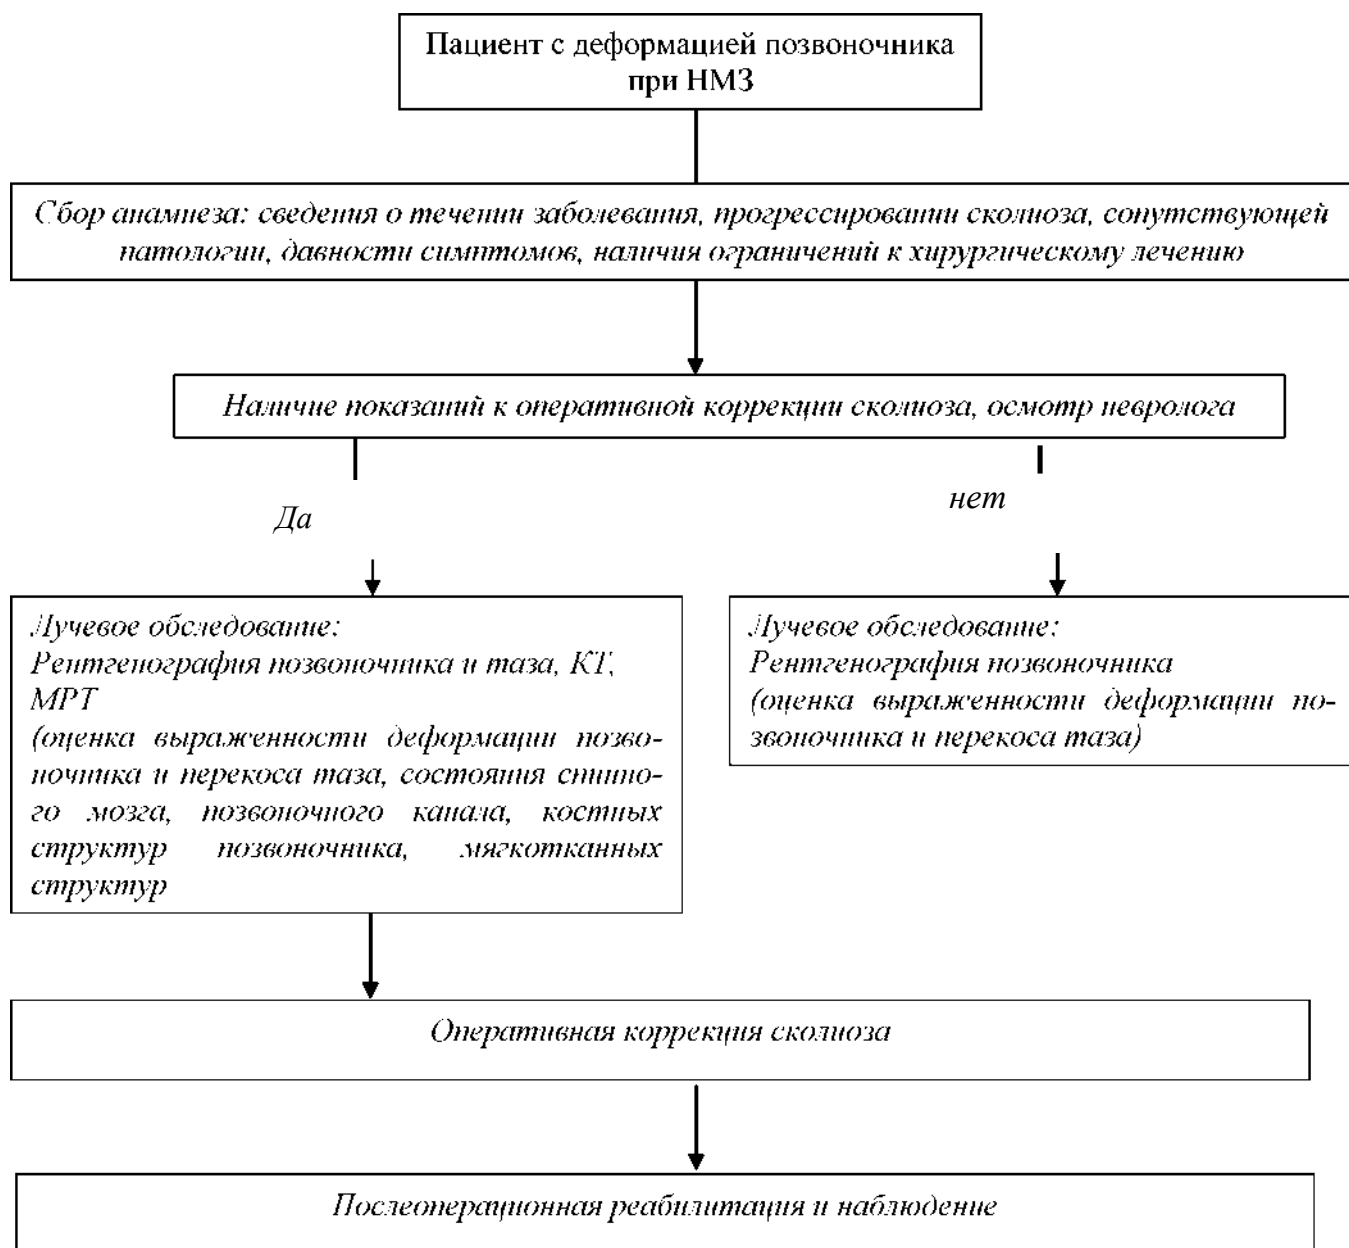 Пациент с деформацией позвоночника
при НМЗ
Сбор анамнеза: сведения о течении заболевания, прогрессировании сколиоза, сопутствующей
патологии, давности симптомов, наличия ограничений к хирургическому лечению
Наличие показаний к оперативной коррекции сколиоза, осмотр невролога
Да
нет
Лучевое обследование:
Рентгенография позвоночника и таза, КТ,
МРТ
(оценка выраженности деформации позво-
ночника и перекоса таза, состояния спинно-
го мозга, позвоночного канала, костных
структур позвоночника, мягкотканных
структур
Лучевое обследование:
Рентгенография позвоночника
(оценка выраженности деформации по-
звоночника и перекоса таза)
Оперативная коррекция сколиоза
Послеоперационная реабилитация и наблюдение